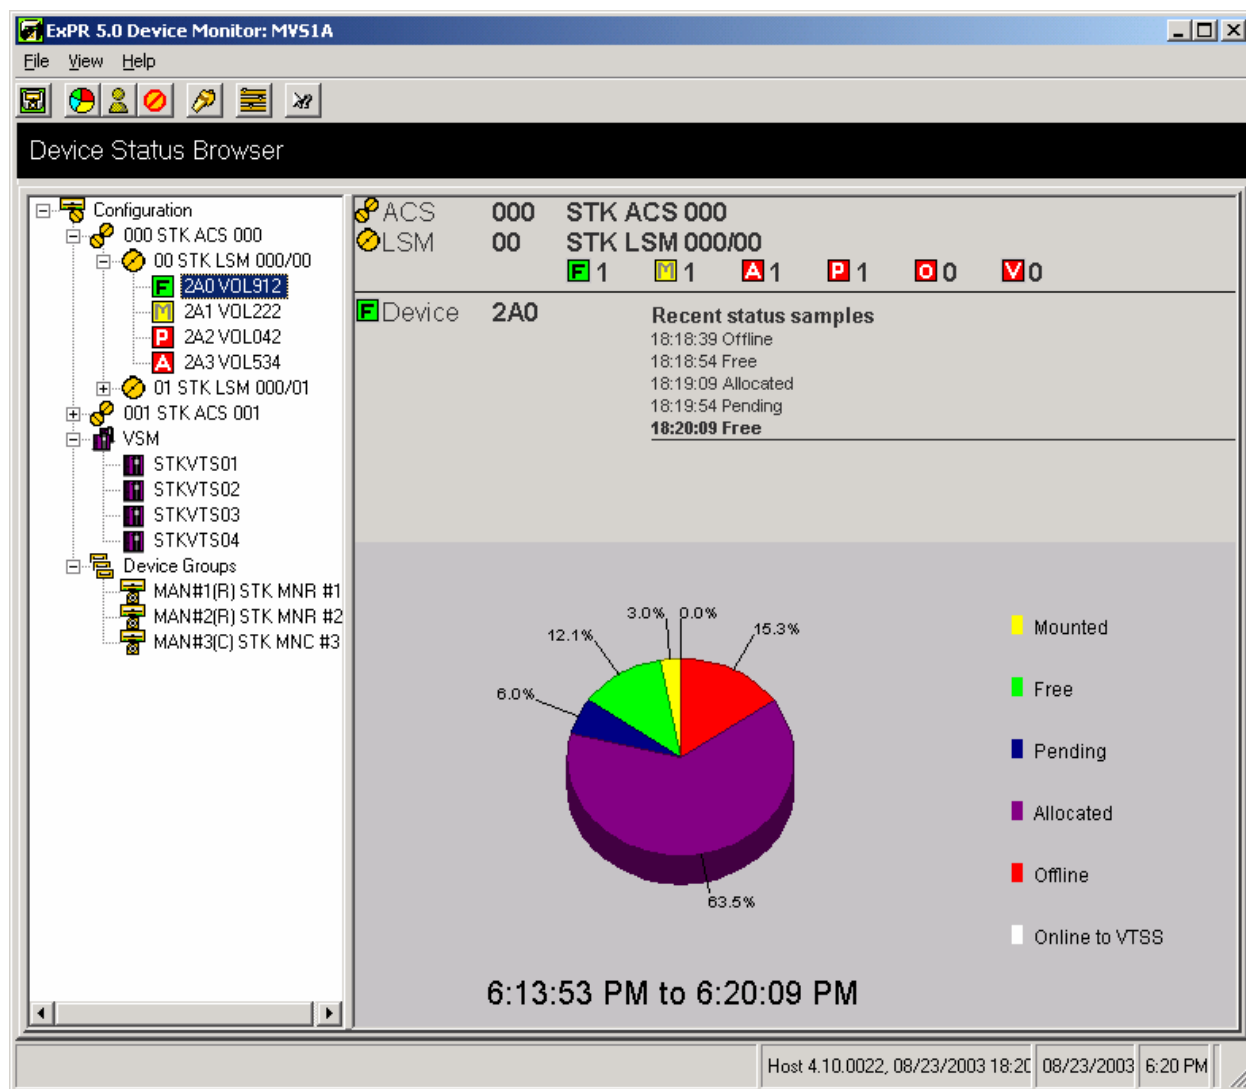 ExPR 5.0 Device Monitor: MVS1A
File View Help
Device Status Browser
Configuration
000 STK ACS 000
00 STK LSM 000/00
F 2A0 VOL912
M 2A1 VOL222
P 2A2 VOL042
A 2A3 VOL534
01 STK LSM 000/01
001 STK ACS 001
VSM
STKVTS01
STKVTS02
STKVTS03
STKVTS04
Device Groups
MAN#1(R) STK MNR #1
MAN#2(R) STK MNR #2
MAN#3(C) STK MNC #3
ACS 000 STK ACS 000
LSM 00 STK LSM 000/00
F 1 M 1 A 1 P 1 O 0 V 0
F Device 2A0
Recent status samples
18:18:39 Offline
18:18:54 Free
18:19:09 Allocated
18:19:54 Pending
18:20:09 Free
3.0% 0.0%
12.1% 15.3%
6.0%
63.5%
Mounted
Free
Pending
Allocated
Offline
Online to VTSS
6:13:53 PM to 6:20:09 PM
Host 4.10.0022, 08/23/2003 18:20 08/23/2003 6:20 PM